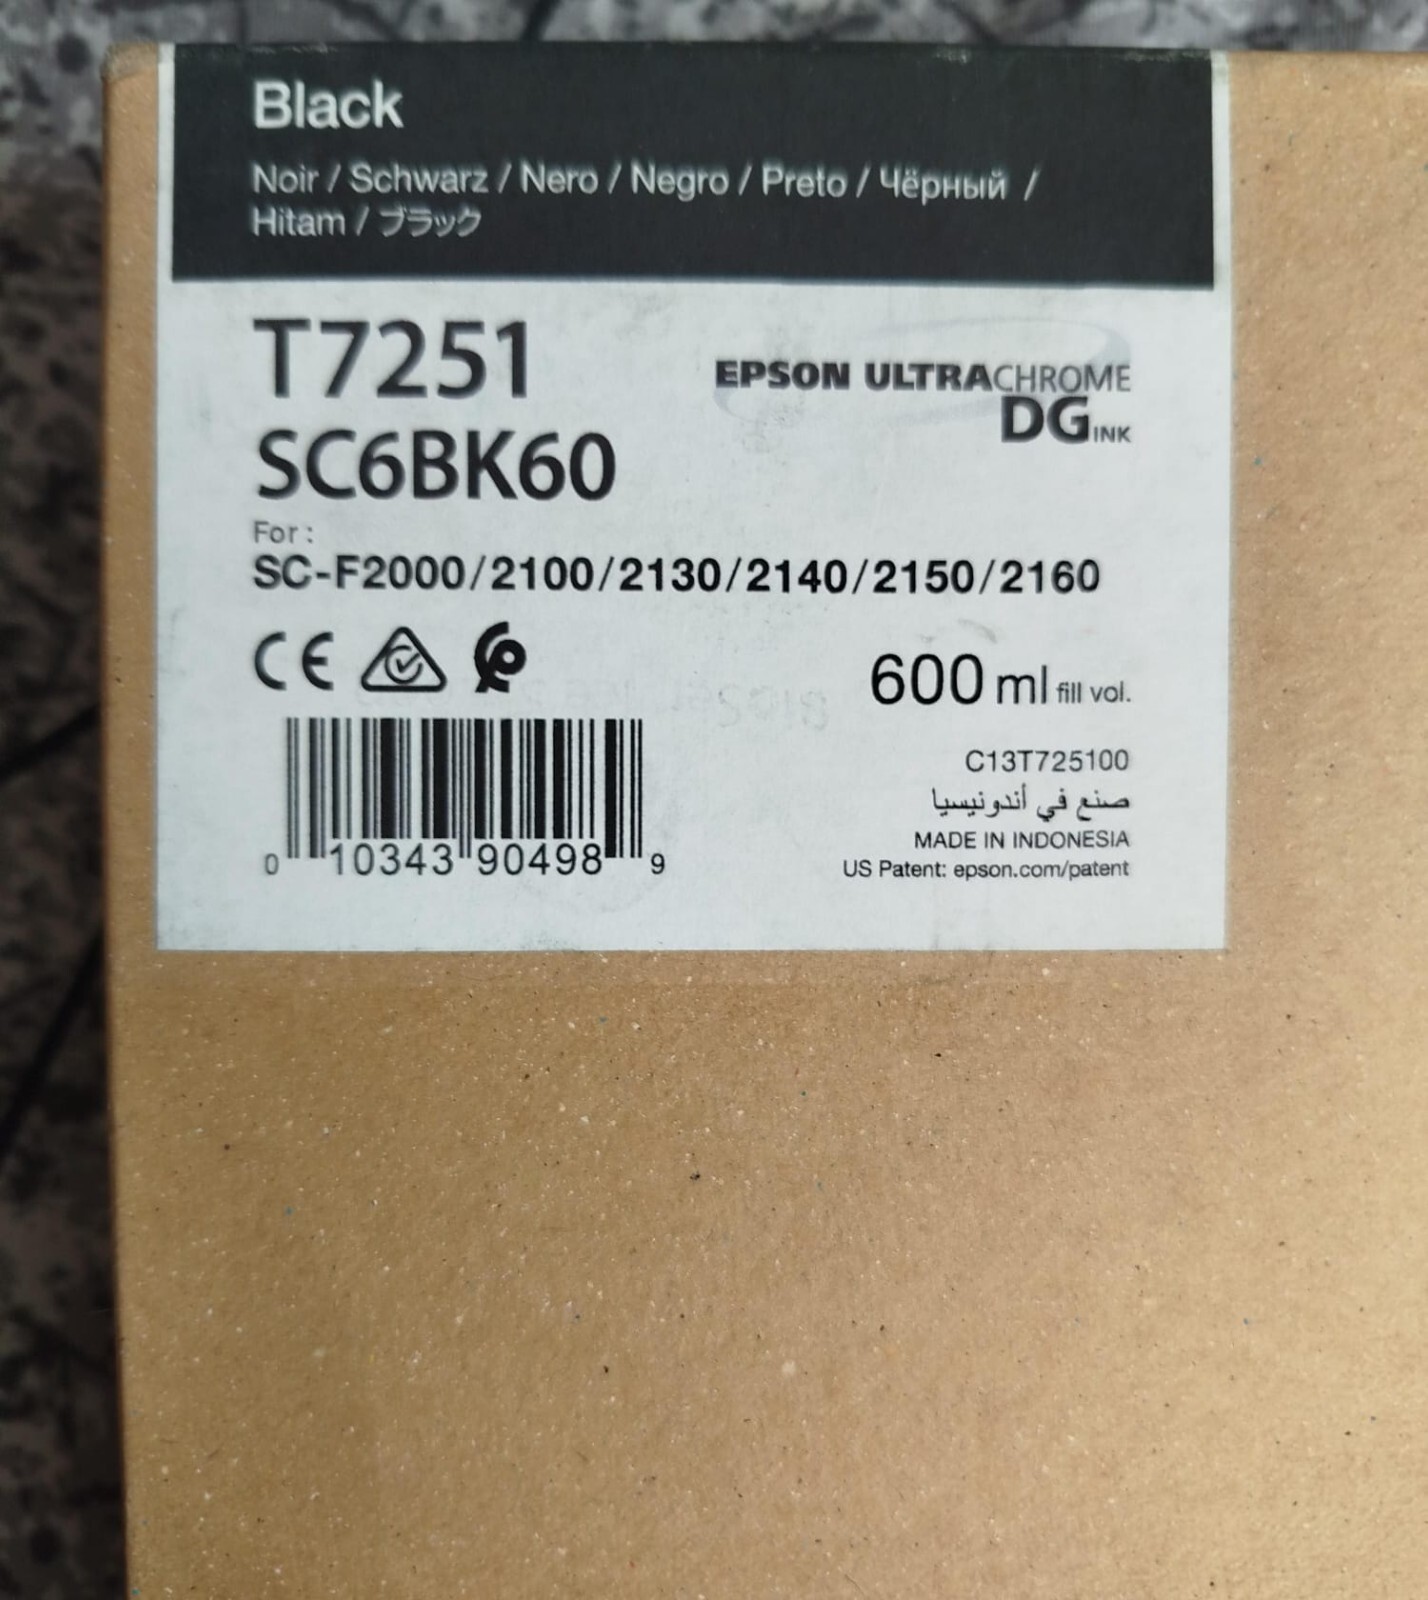 Black
Noir / Schwarz / Nero / Negro / Preto / Чёрный /
Hitam / ブラック
T7251
EPSON ULTRACHROME
DG INK
SC6BK60
For :
SC-F2000/2100/2130/2140/2150/2160
CE
600 ml fill vol.
C13T725100
صنع في أندونيسيا
MADE IN INDONESIA
US Patent: epson.com/patent
0 10343 90498 9